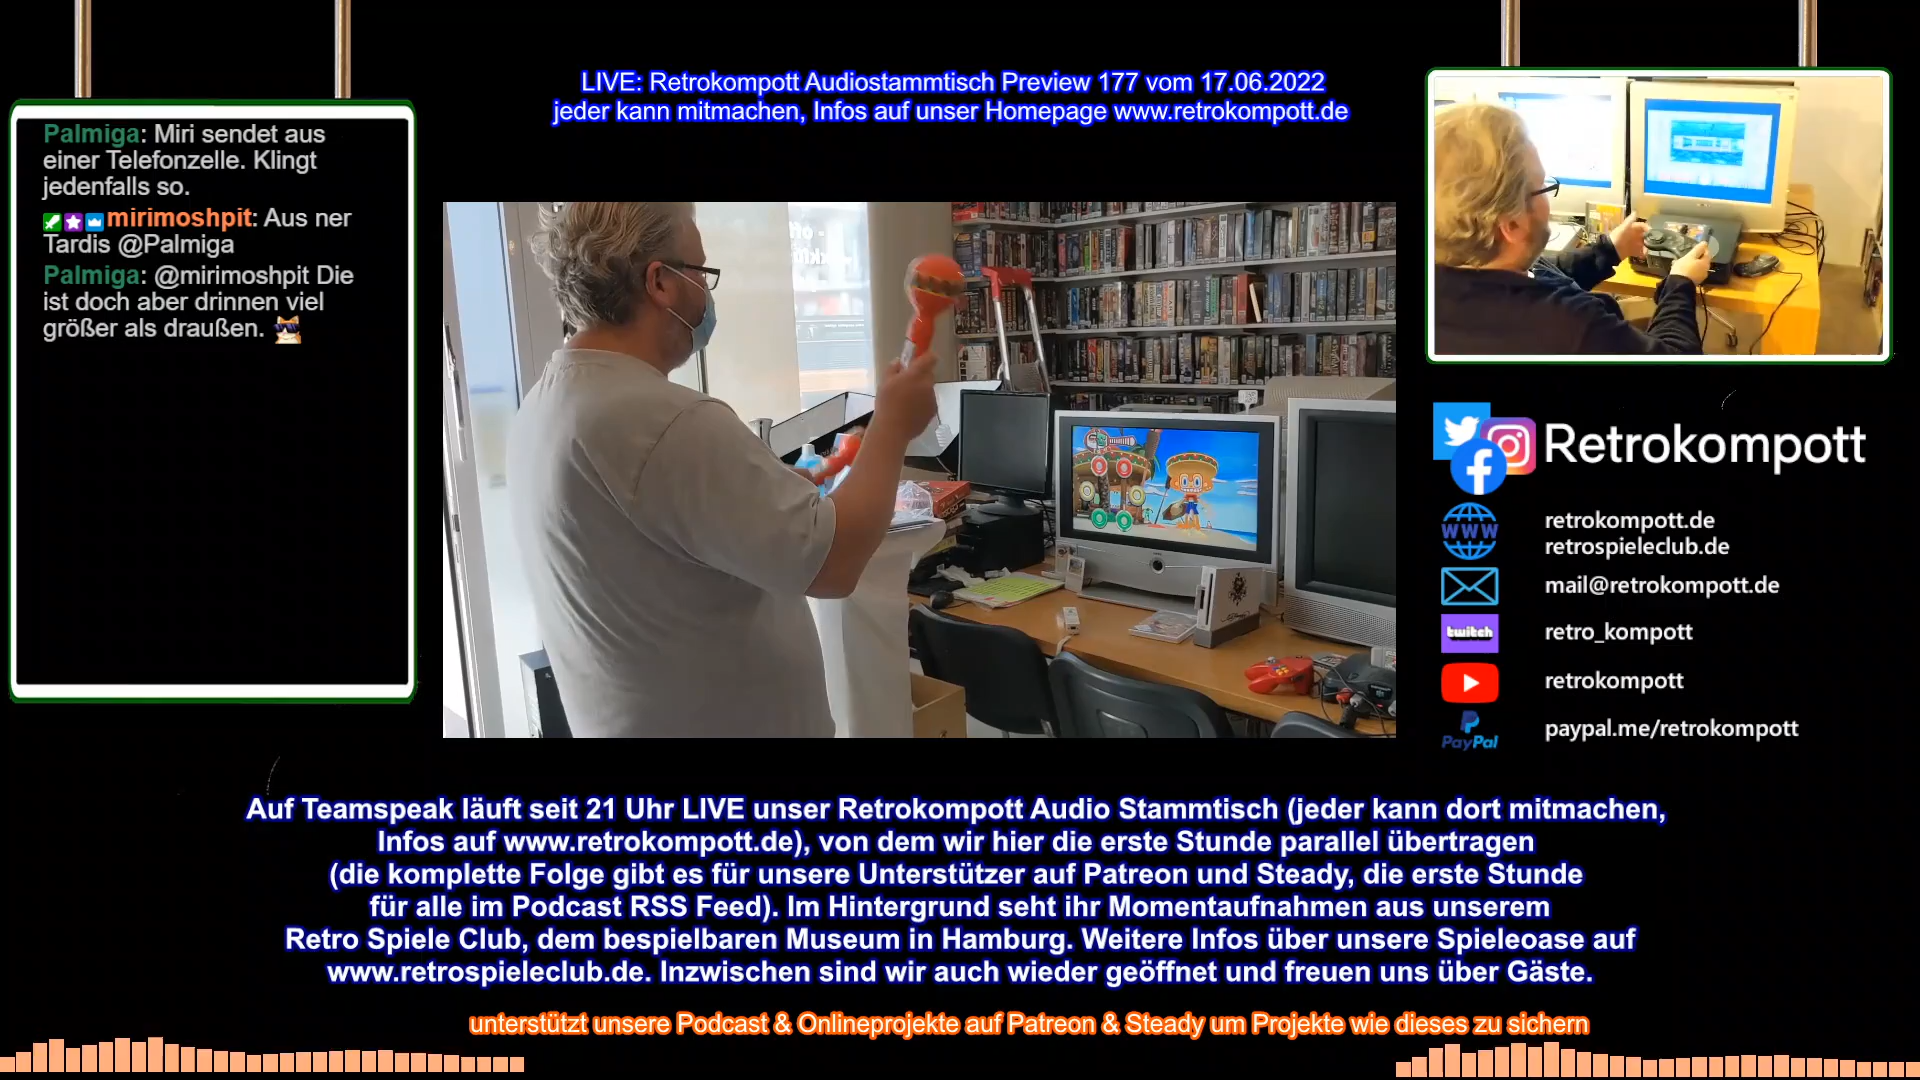 LIVE: Retrokompott Audiostammtisch Preview 177 vom 17.06.2022
jeder kann mitmachen, Infos auf unser Homepage www.retrokompott.de
Palmiga: Miri sendet aus
einer Telefonzelle. Klingt
jedenfalls so.
mirimoshpit: Aus ner
Tardis @Palmiga
Palmiga: @mirimoshpit Die
ist doch aber drinnen viel
größer als draußen.
Retrokompott
WWW
retrokompott.de
retrospieleclub.de
mail@retrokompott.de
twitch
retro_kompott
retrokompott
PayPal
paypal.me/retrokompott
Auf Teamspeak läuft seit 21 Uhr LIVE unser Retrokompott Audio Stammtisch (jeder kann dort mitmachen,
Infos auf www.retrokompott.de), von dem wir hier die erste Stunde parallel übertragen
(die komplette Folge gibt es für unsere Unterstützer auf Patreon und Steady, die erste Stunde
für alle im Podcast RSS Feed). Im Hintergrund seht ihr Momentaufnahmen aus unserem
Retro Spiele Club, dem bespielbaren Museum in Hamburg. Weitere Infos über unsere Spieleoase auf
www.retrospieleclub.de. Inzwischen sind wir auch wieder geöffnet und freuen uns über Gäste.
unterstützt unsere Podcast & Onlineprojekte auf Patreon & Steady um Projekte wie dieses zu sichern